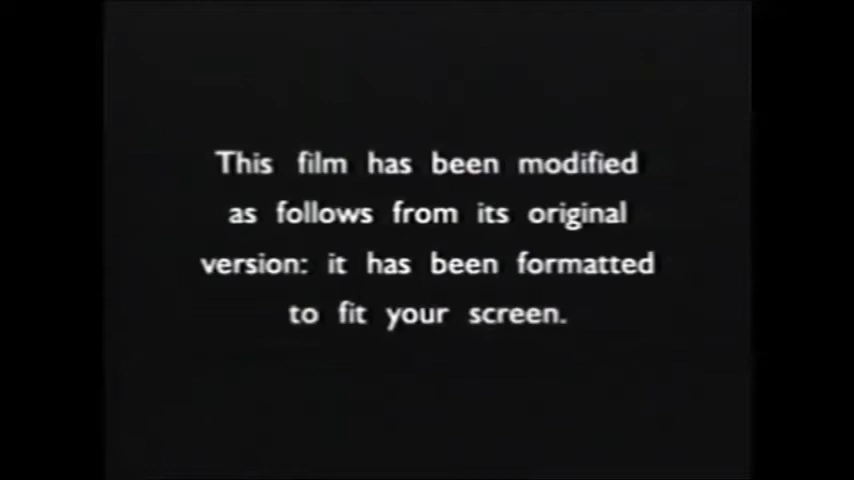 This film has been modified
as follows from its original
version: it has been formatted
to fit your screen.